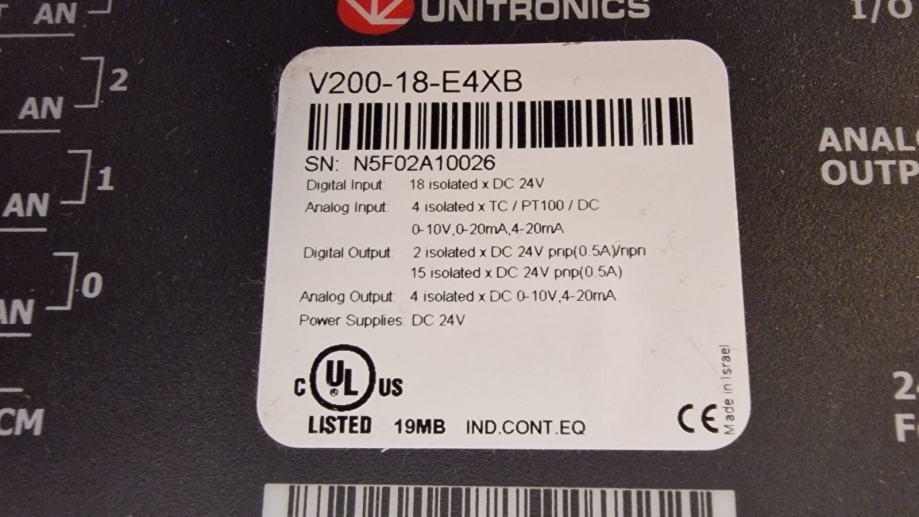 UNITRONICS
I/O
AN
2
AN
1
AN
0
AN
CM
V200-18-E4XB
SN: N5F02A10026
Digital Input: 18 isolated x DC 24V
Analog Input: 4 isolated x TC / PT100 / DC
0-10V,0-20mA,4-20mA
Digital Output: 2 isolated x DC 24V pnp(0.5A)/npn
15 isolated x DC 24V pnp(0.5A)
Analog Output: 4 isolated x DC 0-10V,4-20mA
Power Supplies: DC 24V
C UL US
LISTED 19MB IND.CONT.EQ
CE
Made in Israel
ANAL
OUTP